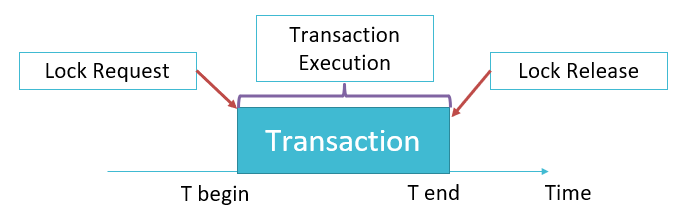 Transaction
Execution
Lock Request
Lock Release
Transaction
T begin
T end
Time